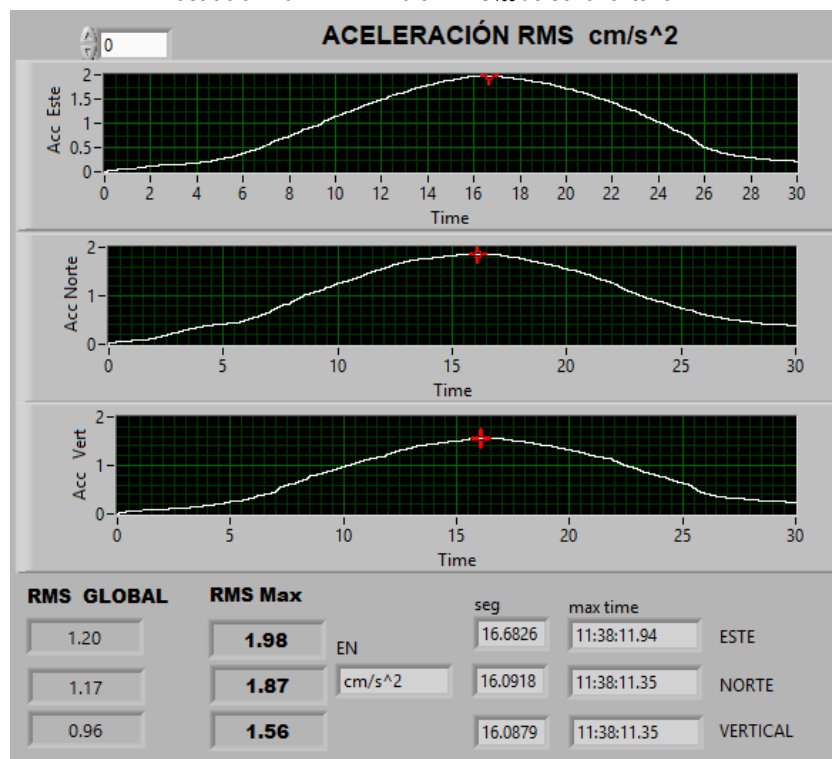 0
ACELERACIÓN RMS cm/s^2
Acc Este
2
1.5
1
0.5
0
0 2 4 6 8 10 12 14 16 18 20 22 24 26 28 30
Time
Acc Norte
2
1
0
0 5 10 15 20 25 30
Time
Acc Vert
2
1
0
0 5 10 15 20 25 30
Time
RMS GLOBAL RMS Max seg max time
1.20 1.98 EN 16.6826 11:38:11.94 ESTE
1.17 1.87 cm/s^2 16.0918 11:38:11.35 NORTE
0.96 1.56 16.0879 11:38:11.35 VERTICAL